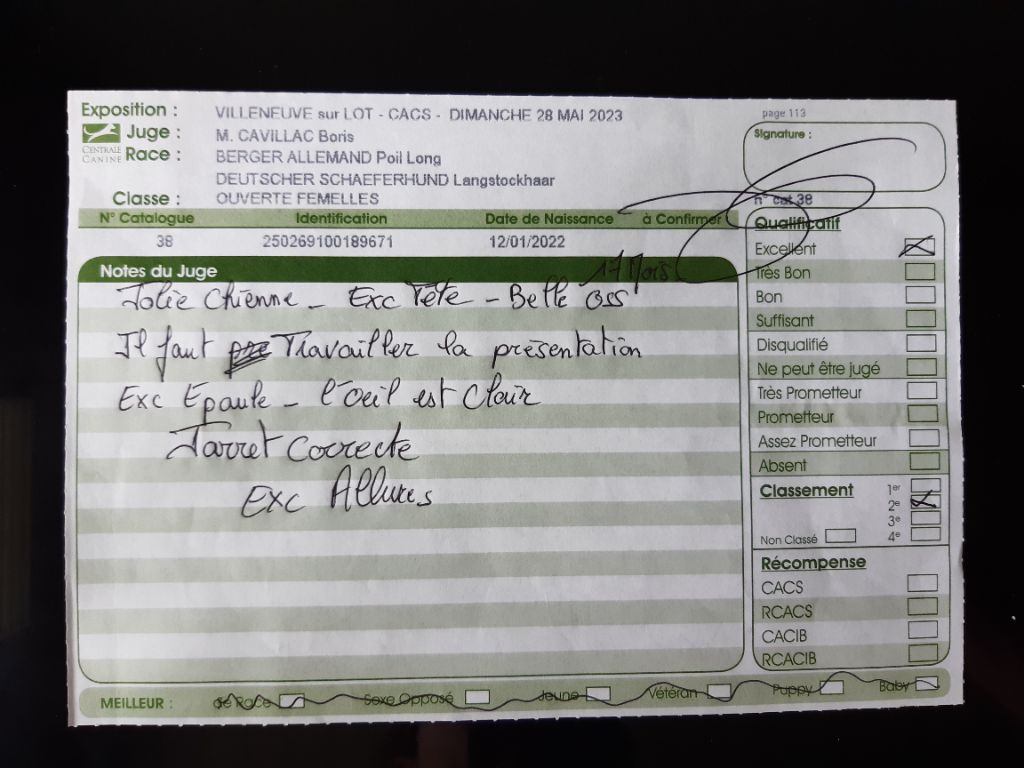 Exposition : VILLENEUVE sur LOT - CACS - DIMANCHE 28 MAI 2023
page 113
CENTRALE CANINE
Juge : M. CAVILLAC Boris
Signature :
Race : BERGER ALLEMAND Poil Long
DEUTSCHER SCHAEFERHUND Langstockhaar
Classe : OUVERTE FEMELLES
n° cat 38
N° Catalogue Identification Date de Naissance à Confirmer
38 250269100189671 12/01/2022
Notes du Juge
17 Mois
Jolie Chienne - Exc Tête - Belle Oss
Il faut Travailler la présentation
Exc Epaule - l'Oeil est Clair
Jarret Correcte
Exc Allures
Qualificatif
Excellent
Très Bon
Bon
Suffisant
Disqualifié
Ne peut être jugé
Très Prometteur
Prometteur
Assez Prometteur
Absent
Classement
1er
2e
3e
Non Classé 4e
Récompense
CACS
RCACS
CACIB
RCACIB
MEILLEUR : de Race Sexe Opposé Jeune Vétéran Puppy Baby